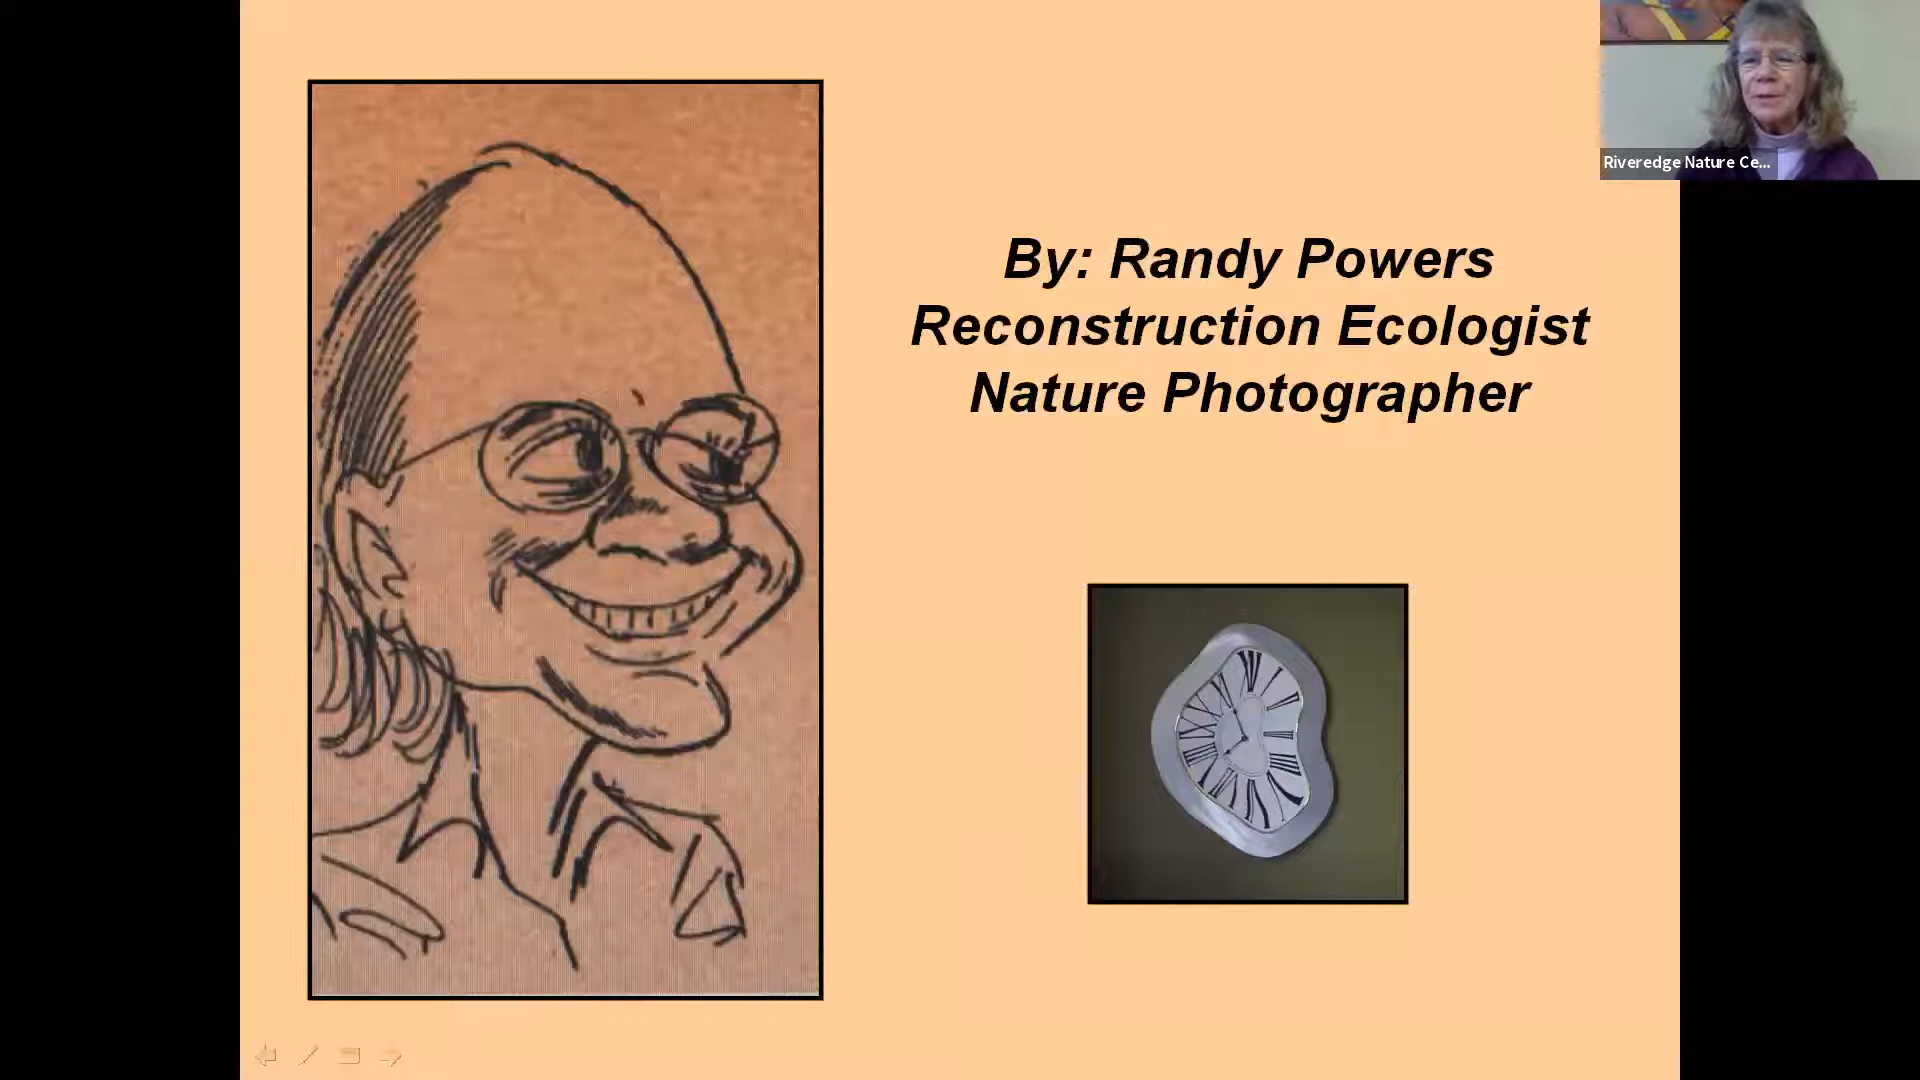 Riveredge Nature Ce...
By: Randy Powers
Reconstruction Ecologist
Nature Photographer